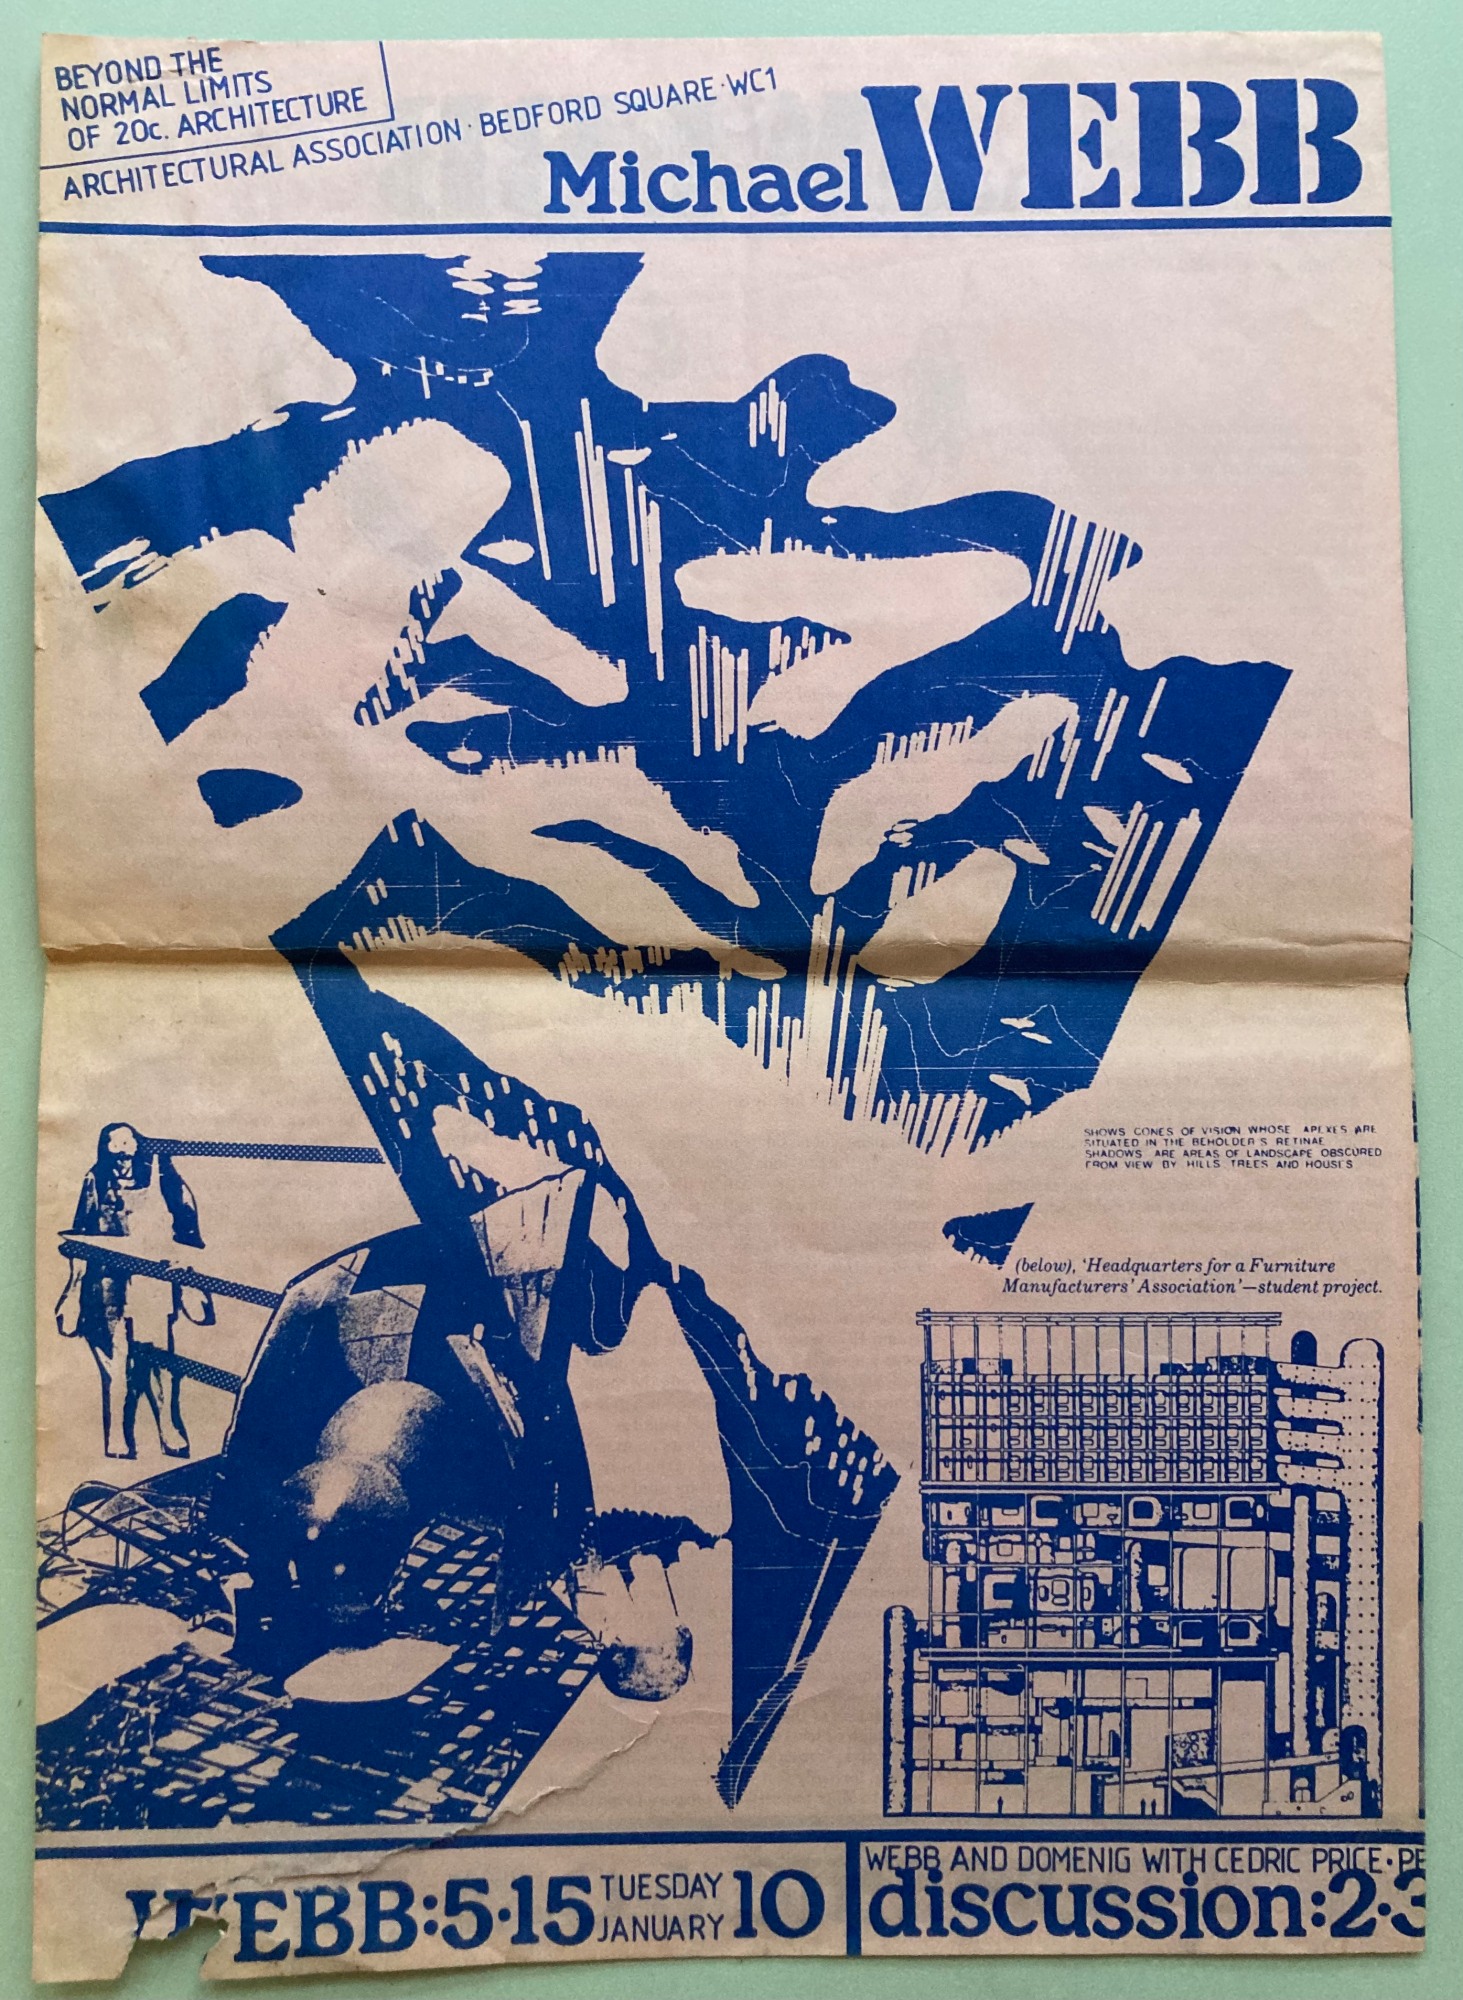 BEYOND THE
NORMAL LIMITS
OF 20c. ARCHITECTURE
ARCHITECTURAL ASSOCIATION · BEDFORD SQUARE · WC1
Michael WEBB
SHOWS CONES OF VISION WHOSE APEXES ARE
SITUATED IN THE BEHOLDER'S RETINAE
SHADOWS ARE AREAS OF LANDSCAPE OBSCURED
FROM VIEW BY HILLS TREES AND HOUSES
(below), 'Headquarters for a Furniture
Manufacturers' Association'—student project.
WEBB:5·15 TUESDAY JANUARY 10
WEBB AND DOMENIG WITH CEDRIC PRICE·PE
discussion:2·3